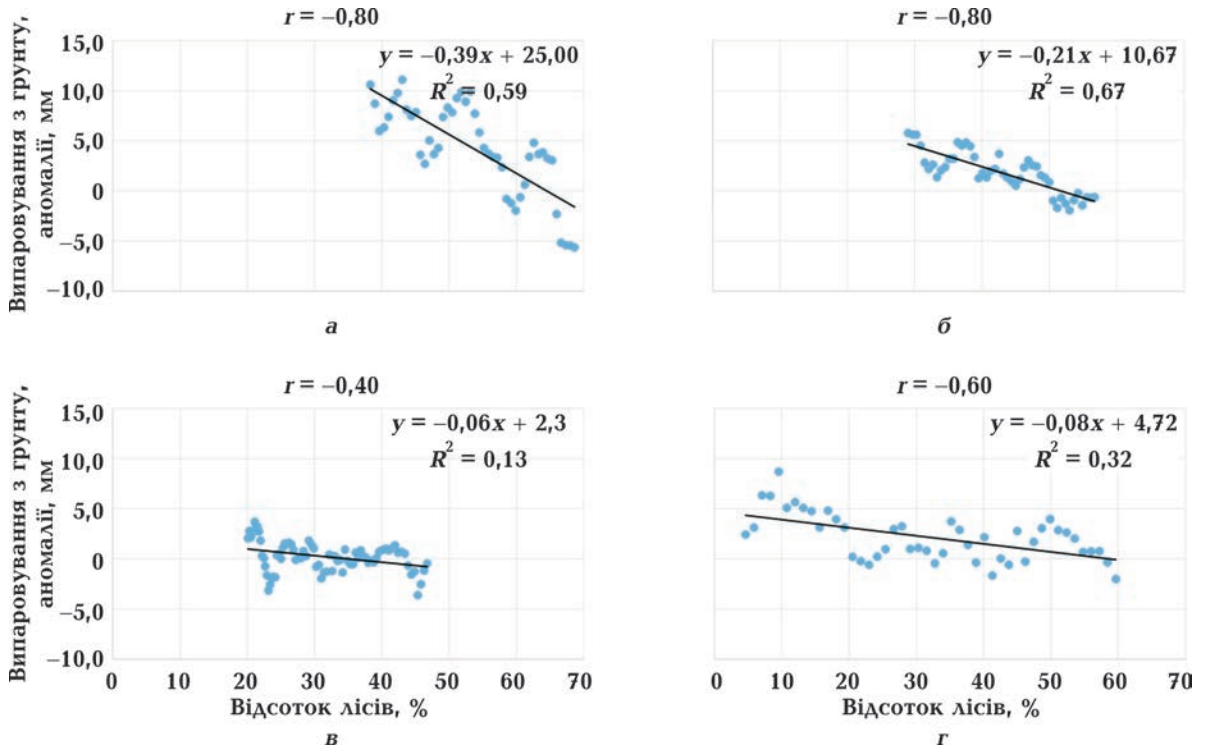 r = –0,80
15,0
10,0
5,0
0
–5,0
–10,0
Випаровування з грунту,
аномалії, мм
y = –0,39x + 25,00
R² = 0,59
а
r = –0,80
y = –0,21x + 10,67
R² = 0,67
б
r = –0,40
15,0
10,0
5,0
0
–5,0
–10,0
Випаровування з грунту,
аномалії, мм
y = –0,06x + 2,3
R² = 0,13
0 10 20 30 40 50 60 70
Відсоток лісів, %
в
r = –0,60
y = –0,08x + 4,72
R² = 0,32
0 10 20 30 40 50 60 70
Відсоток лісів, %
г